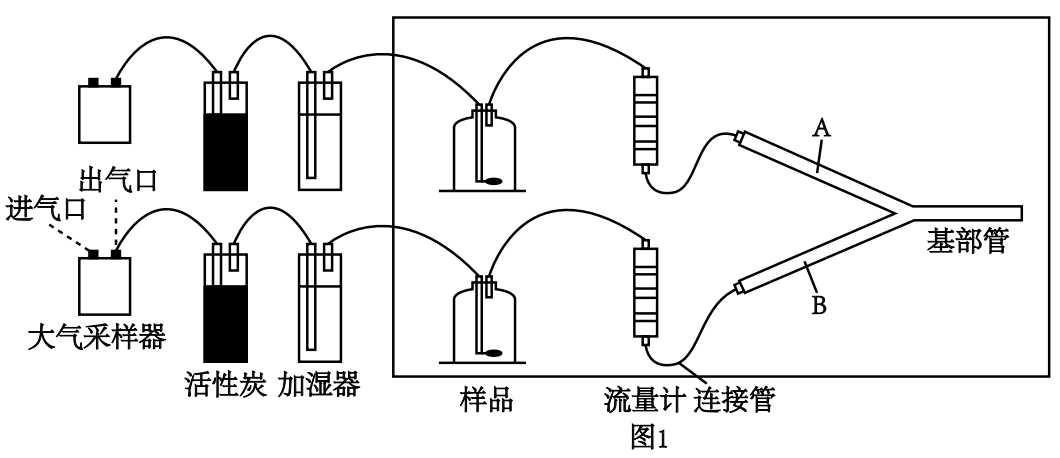 A
出气口
进气口
基部管
B
大气采样器
活性炭 加湿器
样品 流量计 连接管
图1